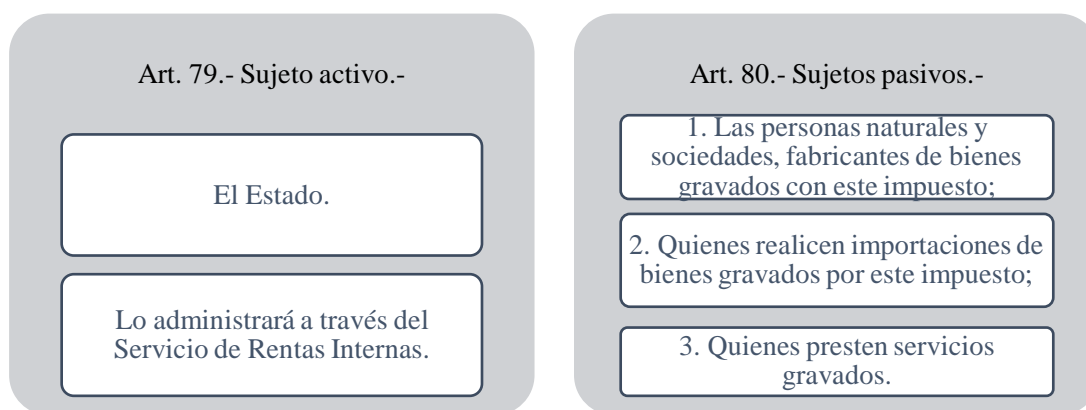 Art. 79.- Sujeto activo.-
El Estado.
Lo administrará a través del
Servicio de Rentas Internas.
Art. 80.- Sujetos pasivos.-
1. Las personas naturales y
sociedades, fabricantes de bienes
gravados con este impuesto;
2. Quienes realicen importaciones de
bienes gravados por este impuesto;
3. Quienes presten servicios
gravados.